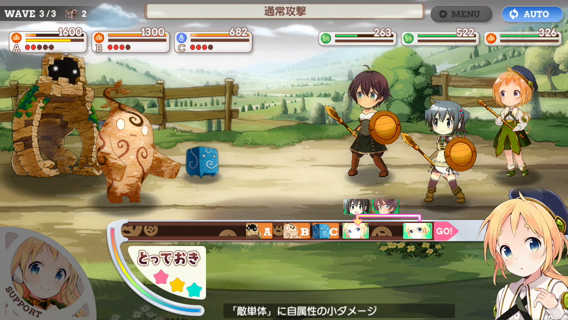 WAVE 3/3 2
通常攻撃
MENU
AUTO
A 1600
B 1300
C 682
263
522
326
A B C GO!
とっておき
SUPPORT
「敵単体」に自属性の小ダメージ